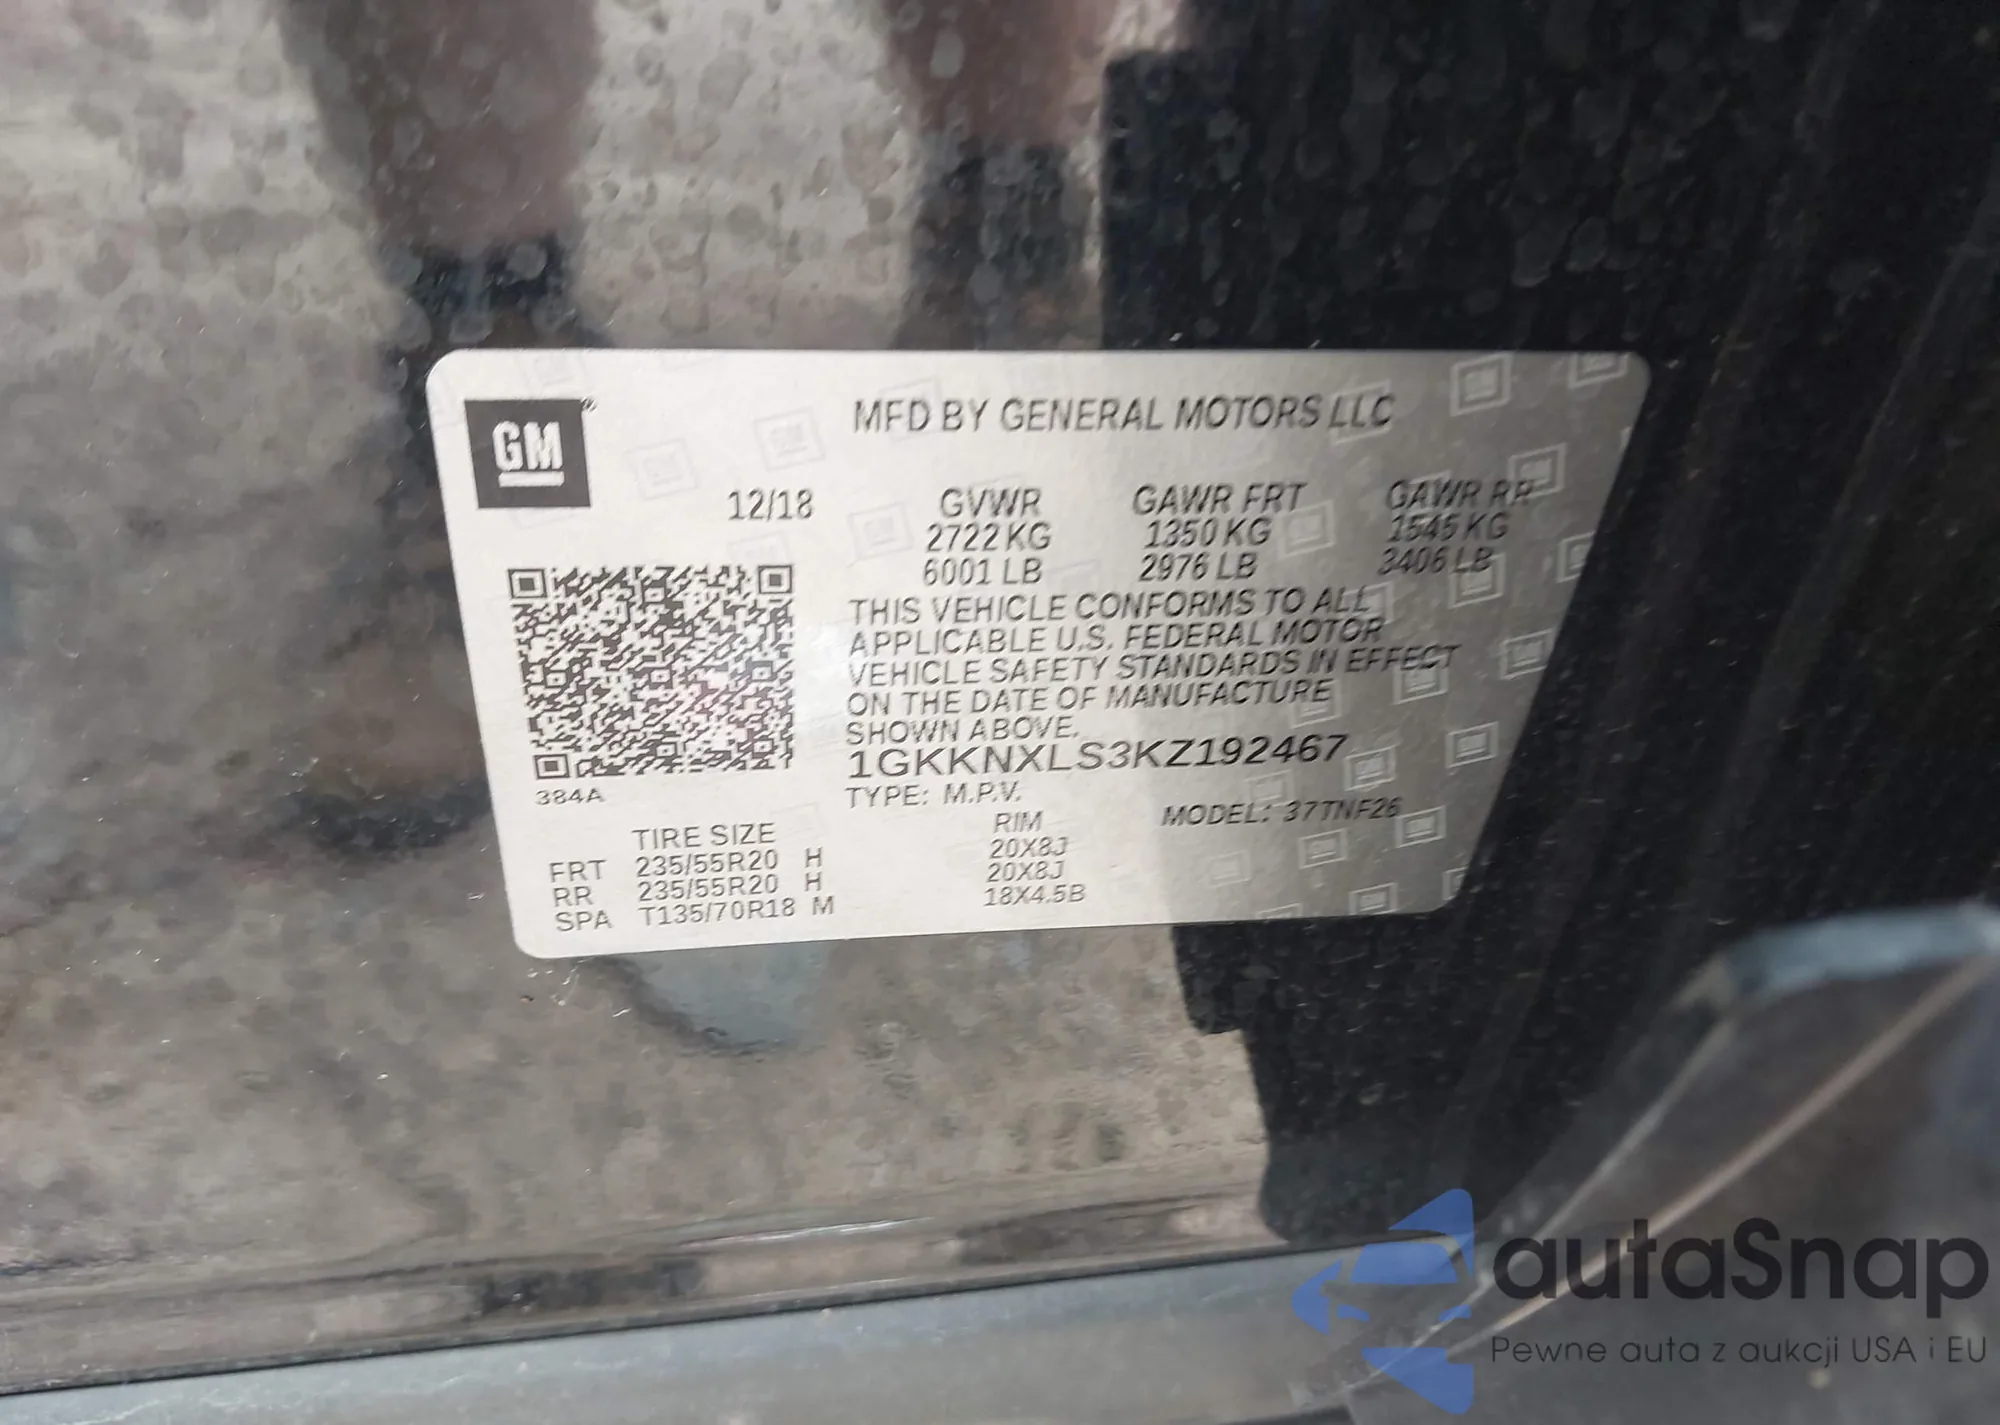 GM
MFD BY GENERAL MOTORS LLC
12/18 GVWR GAWR FRT GAWR RR
2722 KG 1350 KG 1545 KG
6001 LB 2976 LB 3406 LB
THIS VEHICLE CONFORMS TO ALL
APPLICABLE U.S. FEDERAL MOTOR
VEHICLE SAFETY STANDARDS IN EFFECT
ON THE DATE OF MANUFACTURE
SHOWN ABOVE.
1GKKNXLS3KZ192467
384A
TYPE: M.P.V. MODEL: 37TNF26
TIRE SIZE RIM
FRT 235/55R20 H 20X8J
RR 235/55R20 H 20X8J
SPA T135/70R18 M 18X4.5B
autaSnap
Pewne auta z aukcji USA i EU